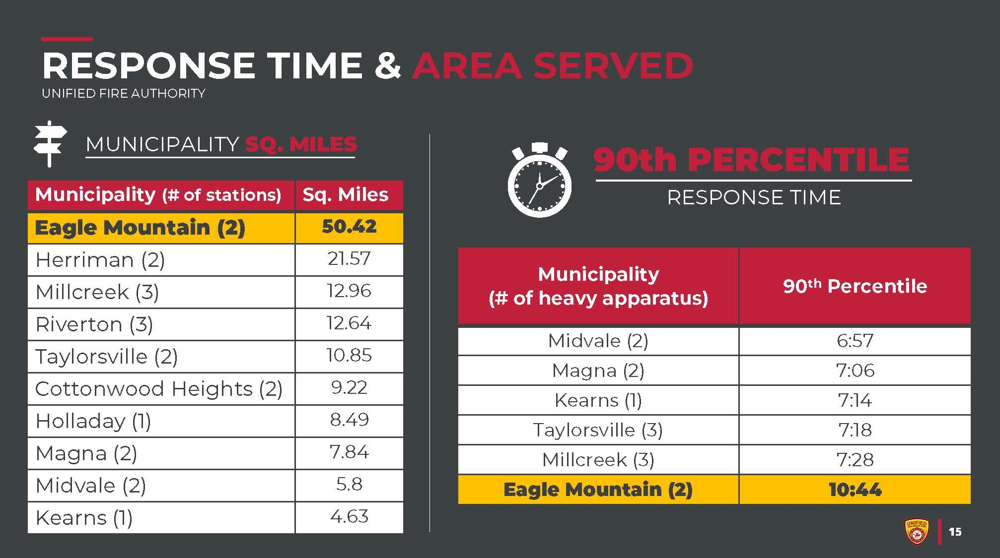 RESPONSE TIME & AREA SERVED
UNIFIED FIRE AUTHORITY
MUNICIPALITY SQ. MILES
Municipality (# of stations) Sq. Miles
Eagle Mountain (2) 50.42
Herriman (2) 21.57
Millcreek (3) 12.96
Riverton (3) 12.64
Taylorsville (2) 10.85
Cottonwood Heights (2) 9.22
Holladay (1) 8.49
Magna (2) 7.84
Midvale (2) 5.8
Kearns (1) 4.63
90th PERCENTILE
RESPONSE TIME
Municipality
(# of heavy apparatus)
90th Percentile
Midvale (2) 6:57
Magna (2) 7:06
Kearns (1) 7:14
Taylorsville (3) 7:18
Millcreek (3) 7:28
Eagle Mountain (2) 10:44
UNIFIED
FIRE SERVICE AREA
15